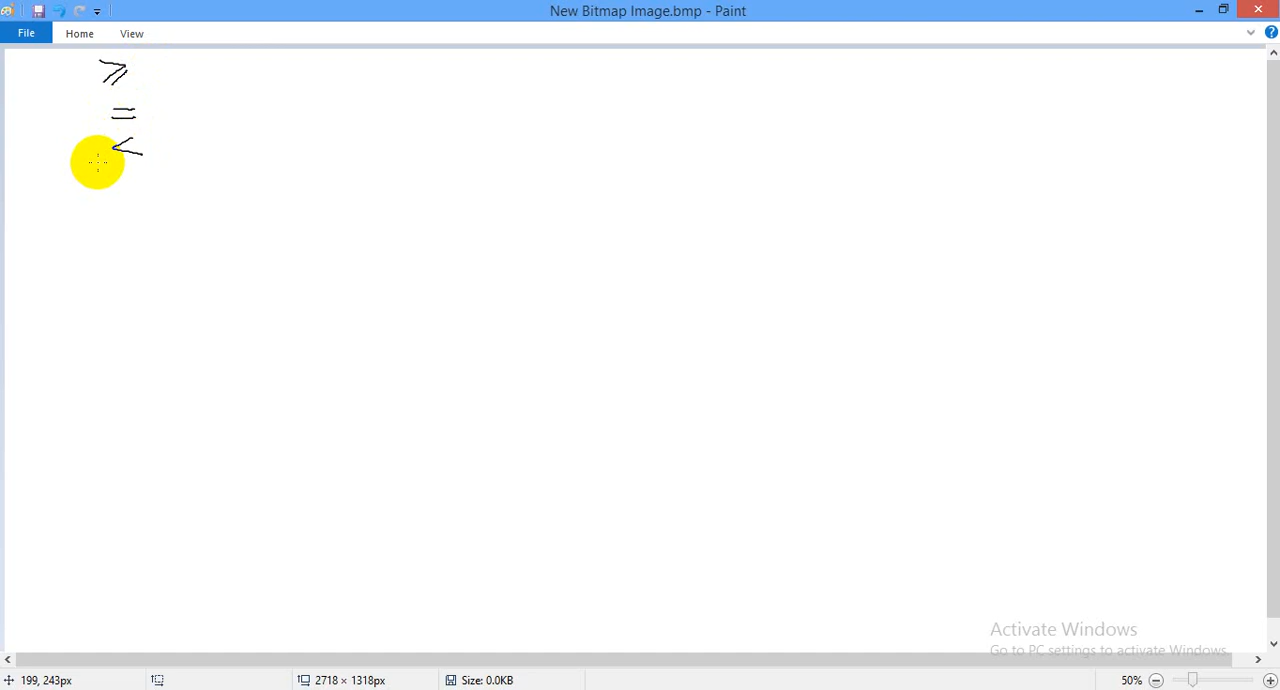 New Bitmap Image.bmp - Paint
File Home View
⩾
=
<
Activate Windows
Go to PC settings to activate Windows.
199, 243px 2718 × 1318px Size: 0.0KB 50%